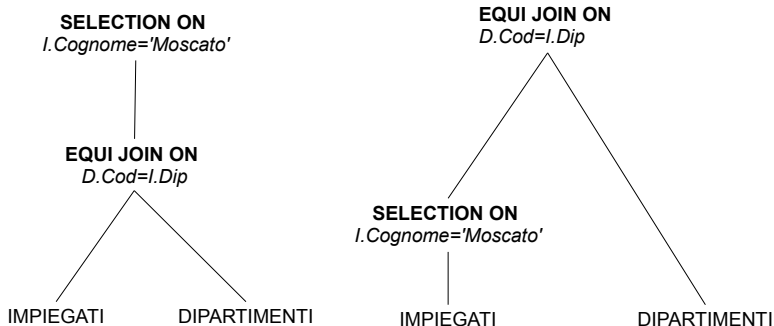 SELECTION ON
I.Cognome='Moscato'
EQUI JOIN ON
D.Cod=I.Dip
IMPIEGATI
DIPARTIMENTI
EQUI JOIN ON
D.Cod=I.Dip
SELECTION ON
I.Cognome='Moscato'
IMPIEGATI
DIPARTIMENTI